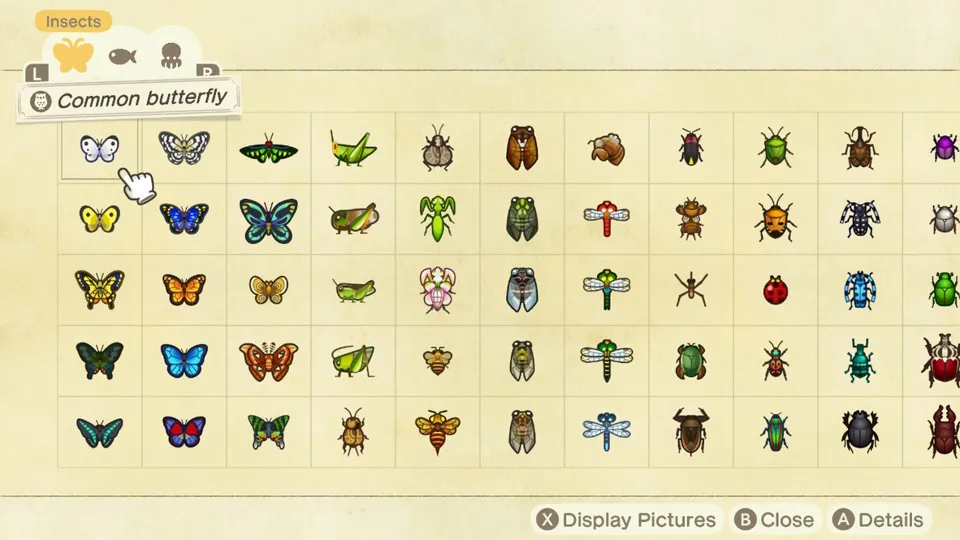 Insects
L
R
Common butterfly
X Display Pictures
B Close
A Details